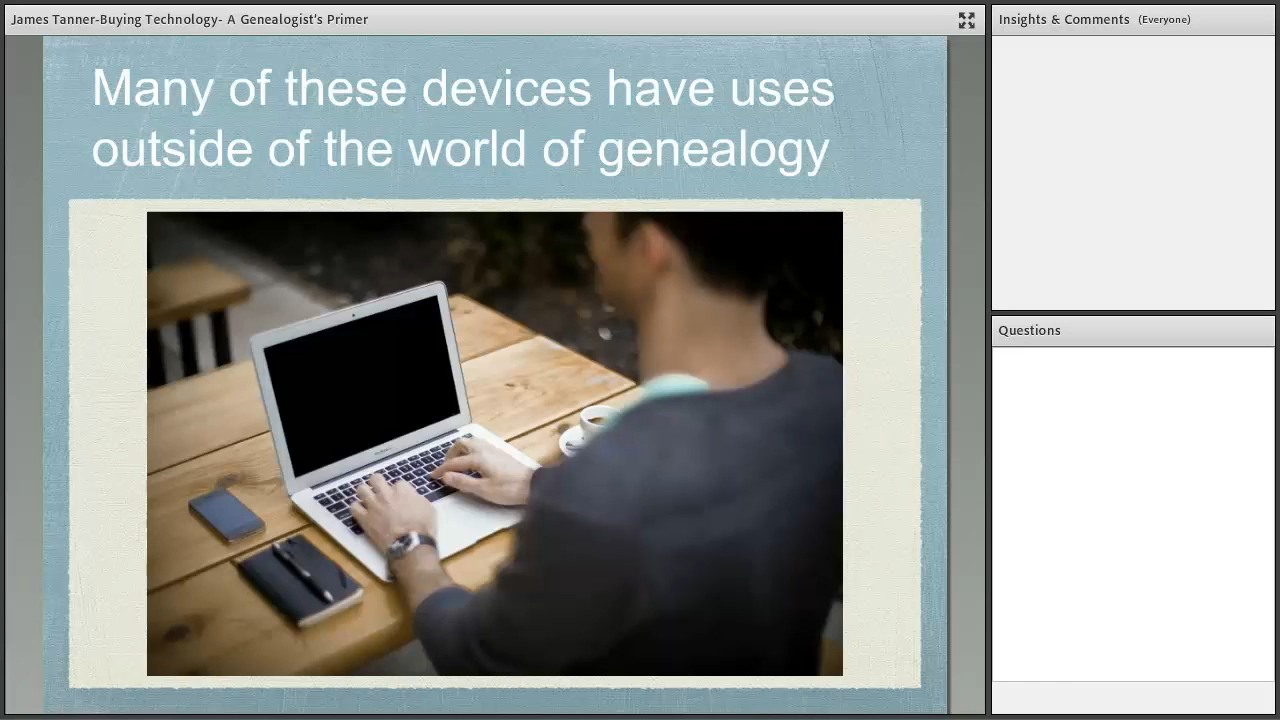 James Tanner-Buying Technology- A Genealogist's Primer
Insights & Comments (Everyone)
Many of these devices have uses
outside of the world of genealogy
Questions